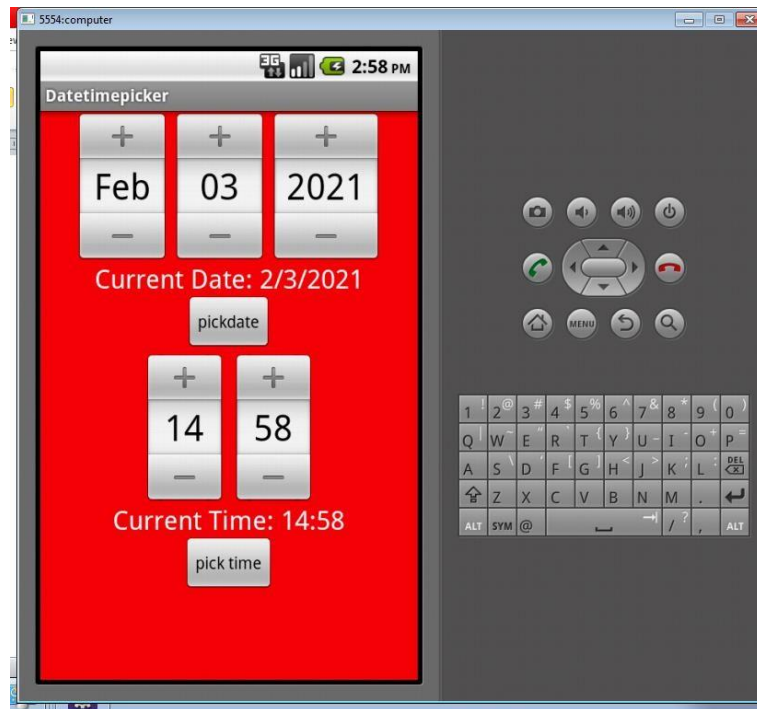 5554:computer
3G 2:58 PM
Datetimepicker
+ + +
Feb 03 2021
− − −
Current Date: 2/3/2021
pickdate
+ +
14 58
− −
Current Time: 14:58
pick time
MENU
1 ! 2 @ 3 # 4 $ 5 % 6 ^ 7 & 8 * 9 ( 0 )
Q | W ~ E " R ` T { Y } U - I - O + P =
A S \ D ' F [ G ] H < J > K ; L : DEL
Z X C V B N M .
ALT SYM @ / ? , ALT